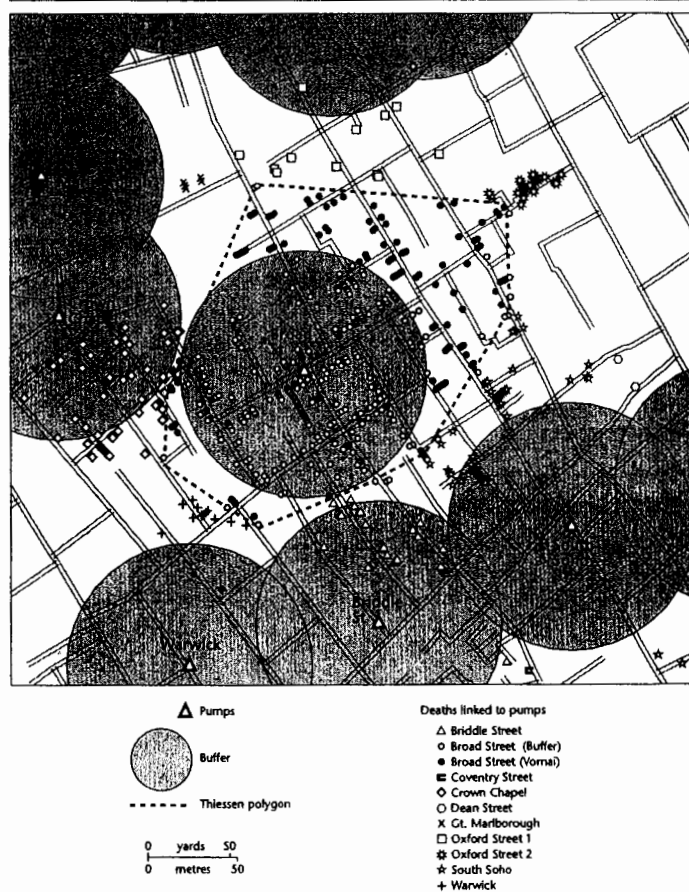 Warwick
Briddle
Pumps
Buffer
Thiessen polygon
0 yards 50
0 metres 50
Deaths linked to pumps
Briddle Street
Broad Street (Buffer)
Broad Street (Vornai)
Coventry Street
Crown Chapel
Dean Street
Gt. Marlborough
Oxford Street 1
Oxford Street 2
South Soho
Warwick